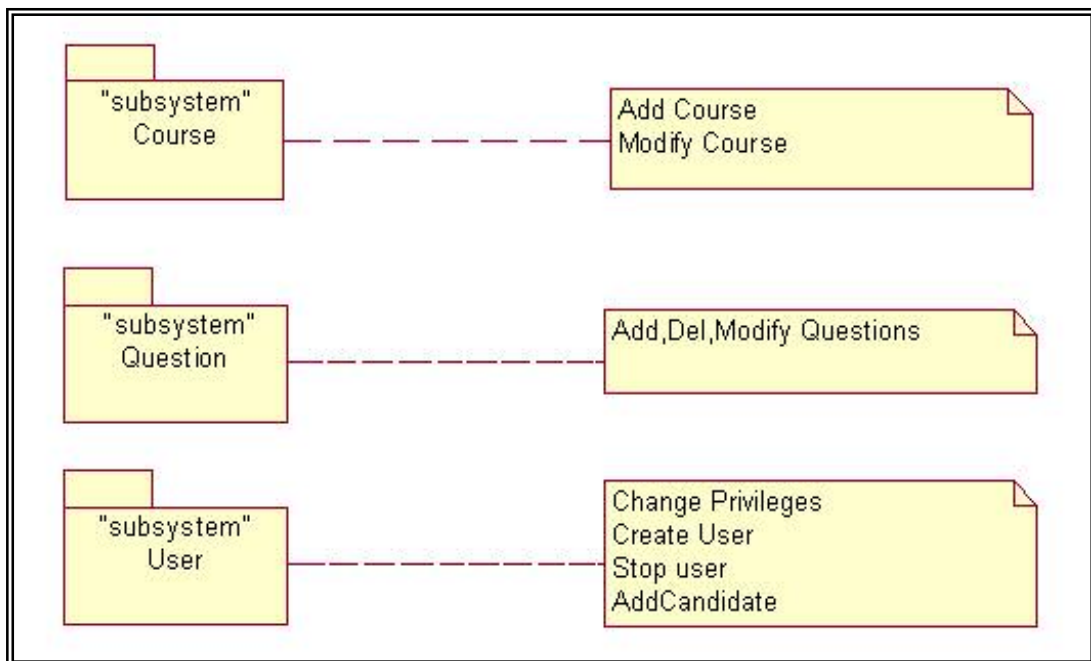 "subsystem"
Course
Add Course
Modify Course
"subsystem"
Question
Add,Del,Modify Questions
"subsystem"
User
Change Privileges
Create User
Stop user
AddCandidate